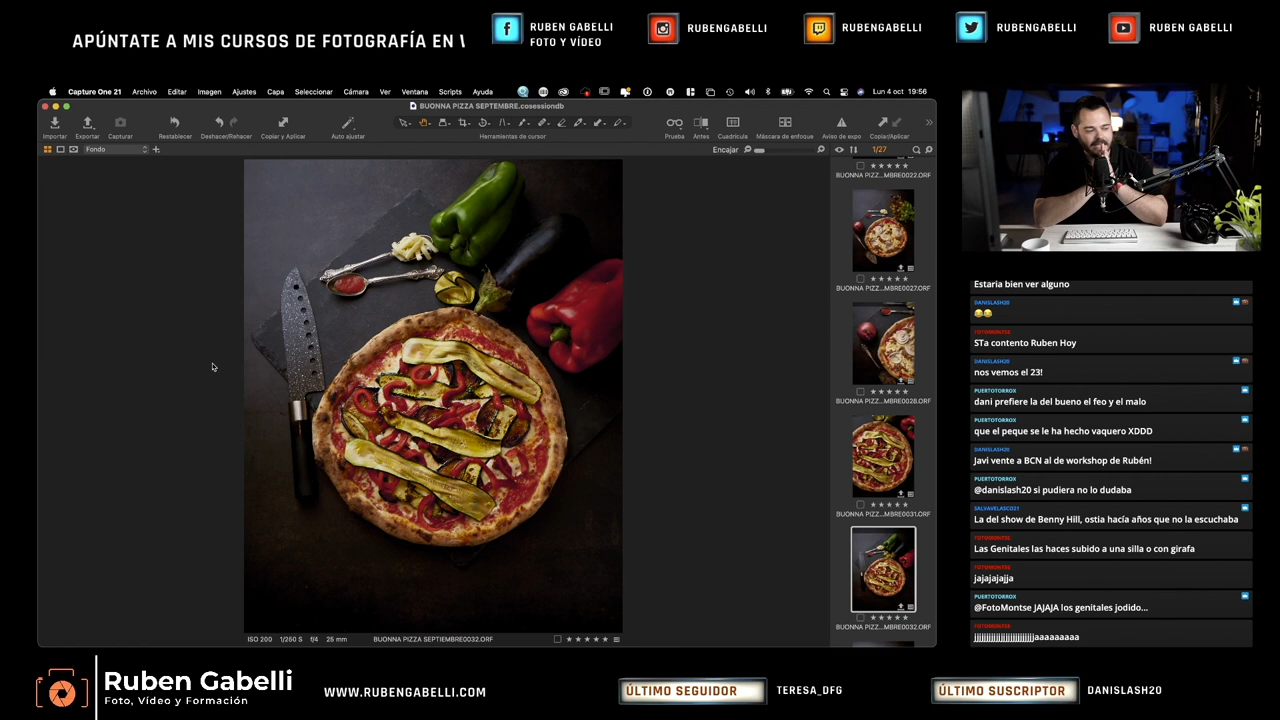 APÚNTATE A MIS CURSOS DE FOTOGRAFÍA EN
RUBEN GABELLI
FOTO Y VÍDEO
RUBENGABELLI
RUBENGABELLI
RUBENGABELLI
RUBEN GABELLI
Capture One 21 Archivo Editar Imagen Ajustes Capa Seleccionar Cámara Ver Ventana Scripts Ayuda Lun 4 oct 19:56
BUONNA PIZZA SEPTEMBRE.cosessiondb
Importar Exportar Capturar Restablecer Deshacer/Rehacer Copiar y Aplicar Auto ajustar Herramientas de cursor Prueba Antes Cuadrícula Máscara de enfoque Aviso de expo Copiar/Aplicar
Fondo Encajar 1/27
BUONNA PIZZ...MBRE0022.ORF
BUONNA PIZZ...MBRE0027.ORF
BUONNA PIZZ...MBRE0028.ORF
BUONNA PIZZ...MBRE0031.ORF
BUONNA PIZZ...MBRE0032.ORF
ISO 200 1/260 S f/4 25 mm BUONNA PIZZA SEPTIEMBRE0032.ORF
Estaria bien ver alguno
DANISLASH20
😂😂
FOTOMONTSE
STa contento Ruben Hoy
DANISLASH20
nos vemos el 23!
PUERTOTORROX
dani prefiere la del bueno el feo y el malo
PUERTOTORROX
que el peque se le ha hecho vaquero XDDD
DANISLASH20
Javi vente a BCN al de workshop de Rubén!
PUERTOTORROX
@danislash20 si pudiera no lo dudaba
SALVAVELASCO21
La del show de Benny Hill, ostia hacía años que no la escuchaba
FOTOMONTSE
Las Genitales las haces subido a una silla o con girafa
FOTOMONTSE
jajajajajja
PUERTOTORROX
@FotoMontse JAJAJA los genitales jodido...
FOTOMONTSE
Ruben Gabelli
Foto, Vídeo y Formación
WWW.RUBENGABELLI.COM
ÚLTIMO SEGUIDOR TERESA_DFG
ÚLTIMO SUSCRIPTOR DANISLASH20